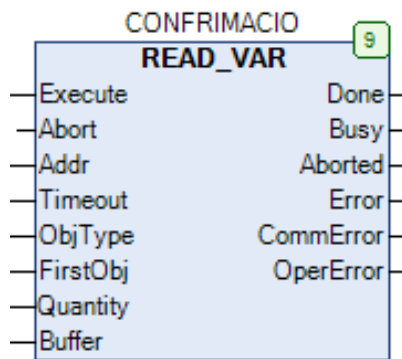 CONFRIMACIO
9
READ_VAR
Execute Done
Abort Busy
Addr Aborted
Timeout Error
ObjType CommError
FirstObj OperError
Quantity
Buffer